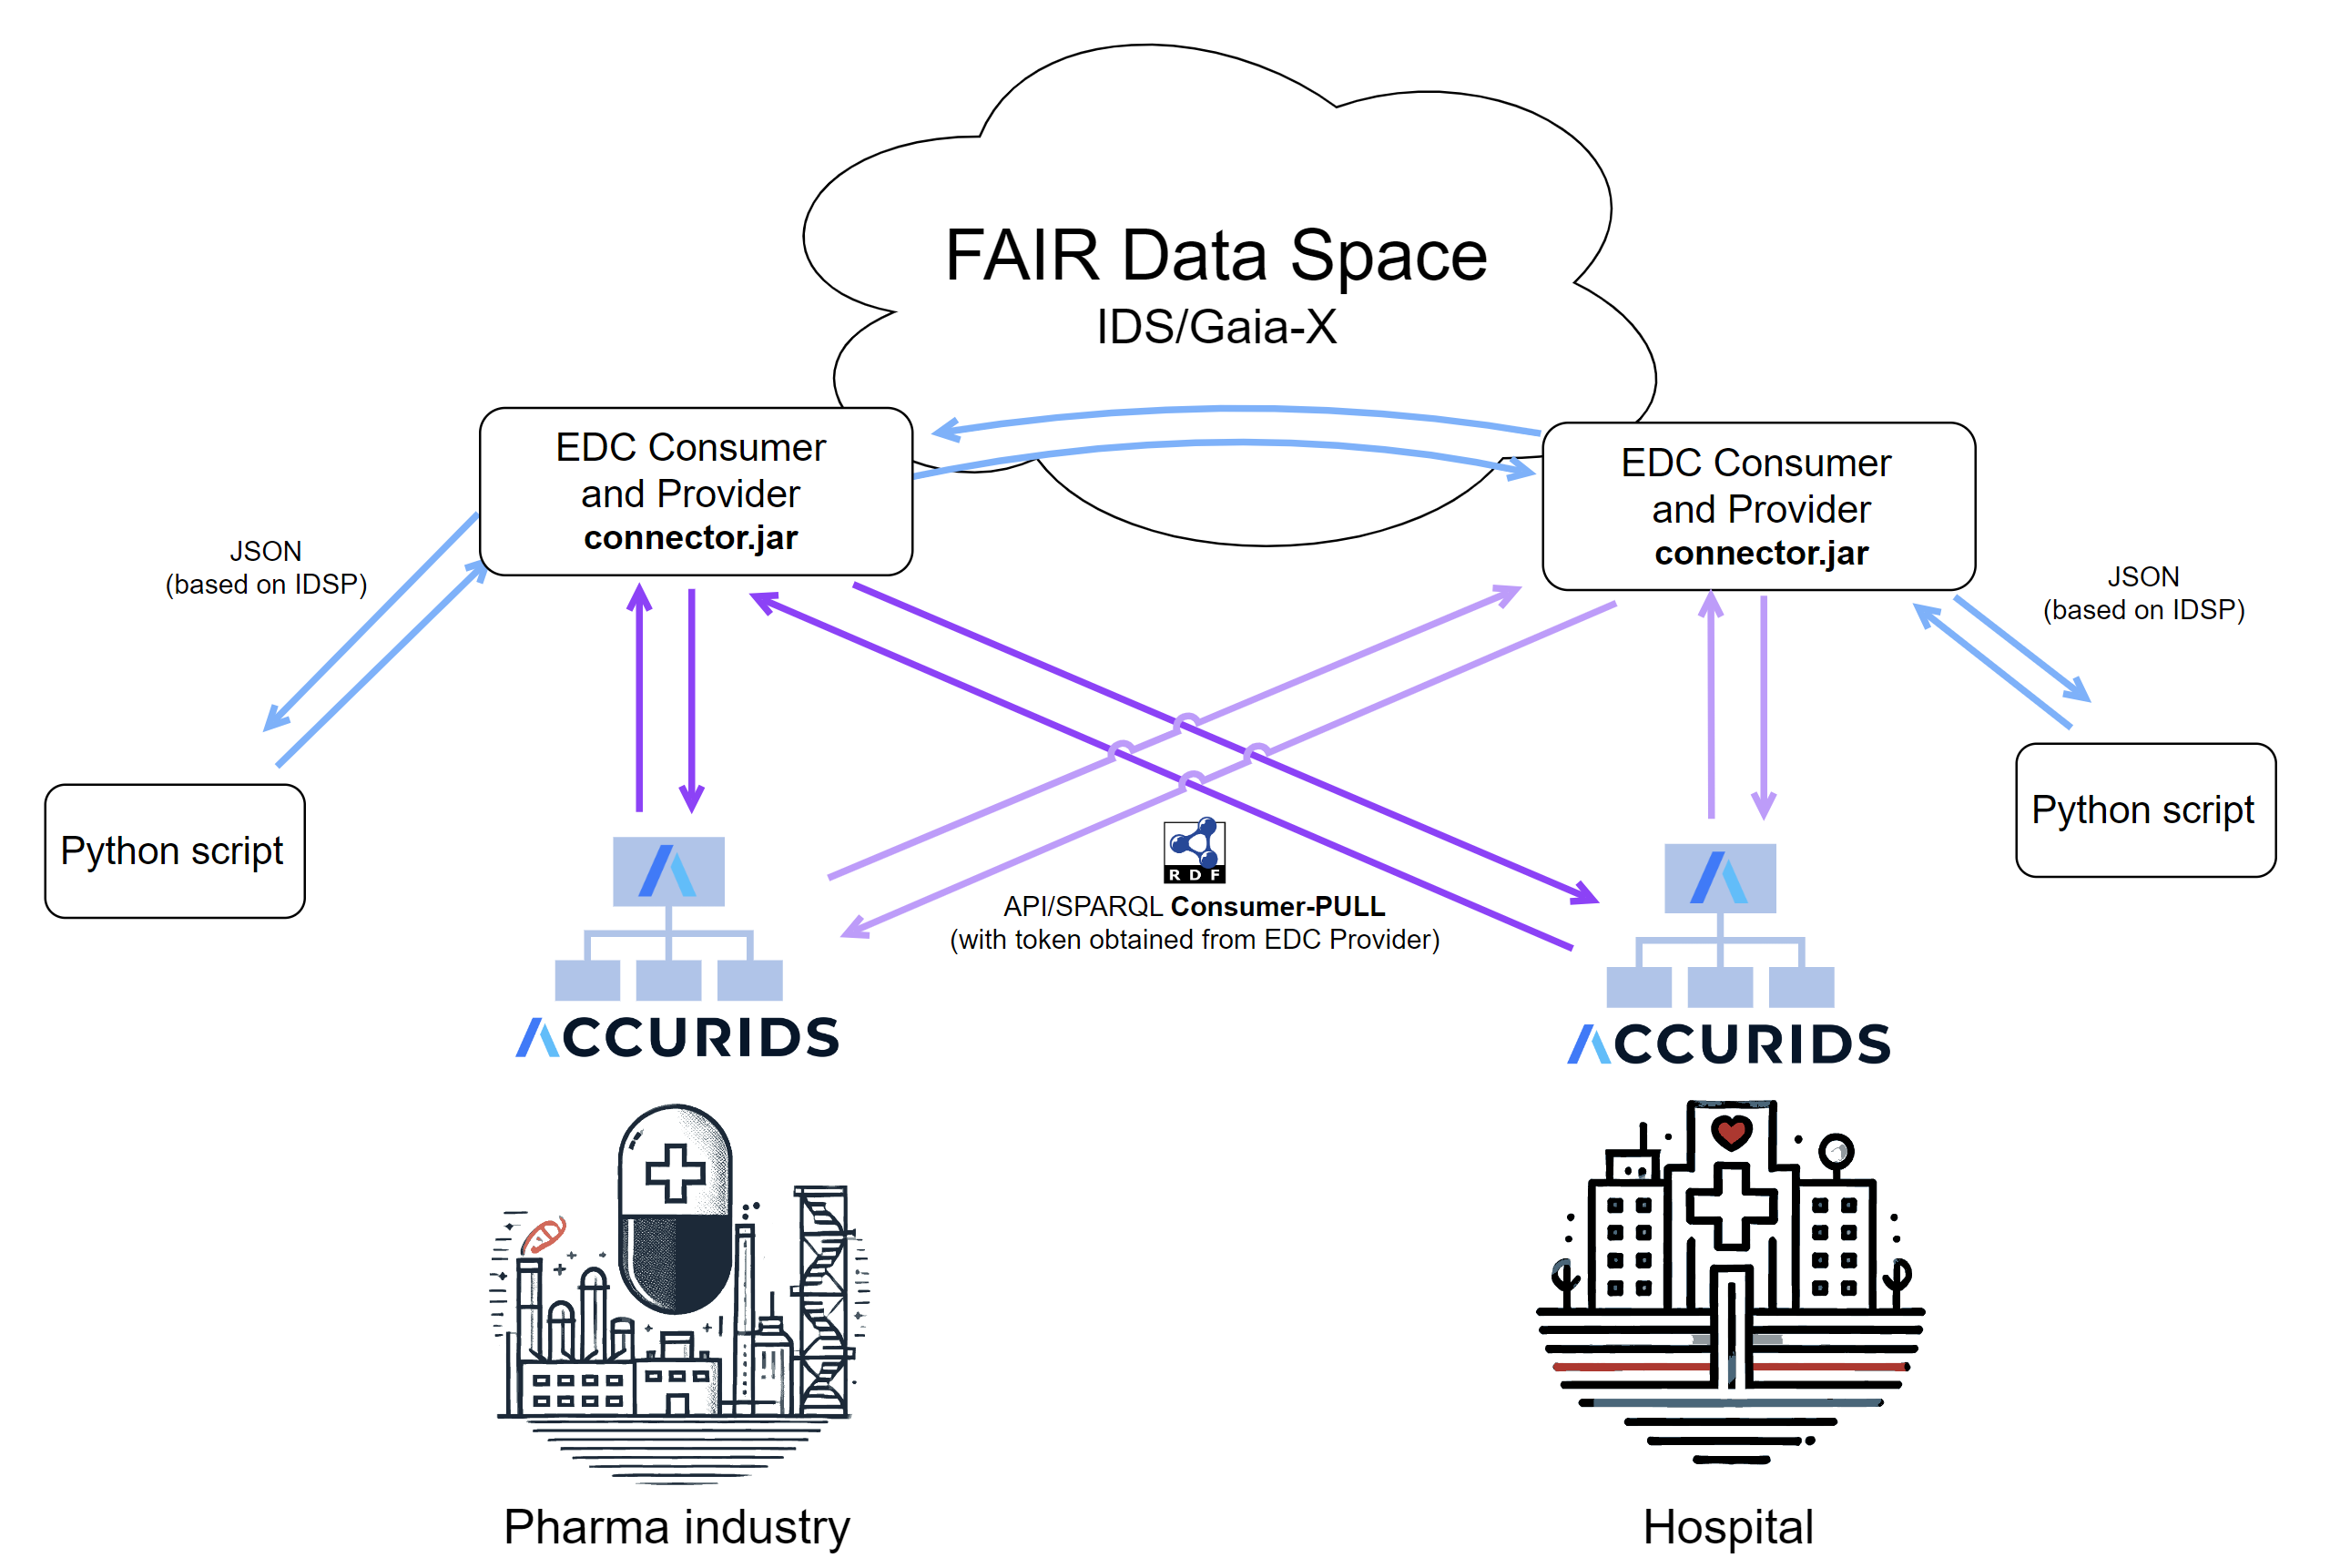 FAIR Data Space
IDS/Gaia-X
EDC Consumer
and Provider
connector.jar
EDC Consumer
and Provider
connector.jar
JSON
(based on IDSP)
JSON
(based on IDSP)
Python script
Python script
RDF
API/SPARQL Consumer-PULL
(with token obtained from EDC Provider)
ACCURIDS
ACCURIDS
Pharma industry
Hospital